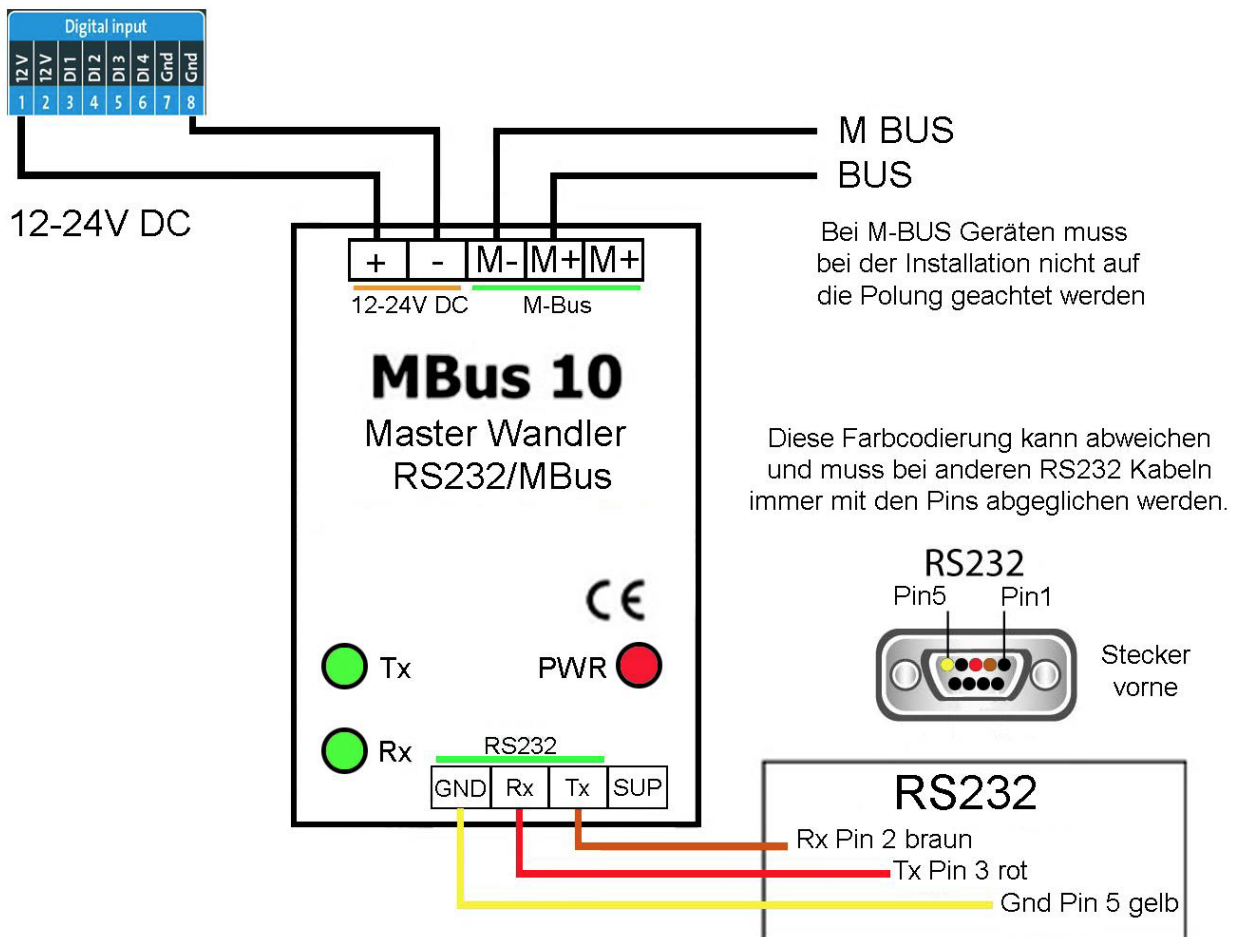 Digital input
12 V 12 V DI 1 DI 2 DI 3 DI 4 Gnd Gnd
1 2 3 4 5 6 7 8
M BUS
BUS
12-24V DC
Bei M-BUS Geräten muss
bei der Installation nicht auf
die Polung geachtet werden
+ - M- M+ M+
12-24V DC M-Bus
MBus 10
Master Wandler
RS232/MBus
Diese Farbcodierung kann abweichen
und muss bei anderen RS232 Kabeln
immer mit den Pins abgeglichen werden.
RS232
Pin5 Pin1
Stecker
vorne
CE
Tx PWR
Rx
RS232
GND Rx Tx SUP
RS232
Rx Pin 2 braun
Tx Pin 3 rot
Gnd Pin 5 gelb